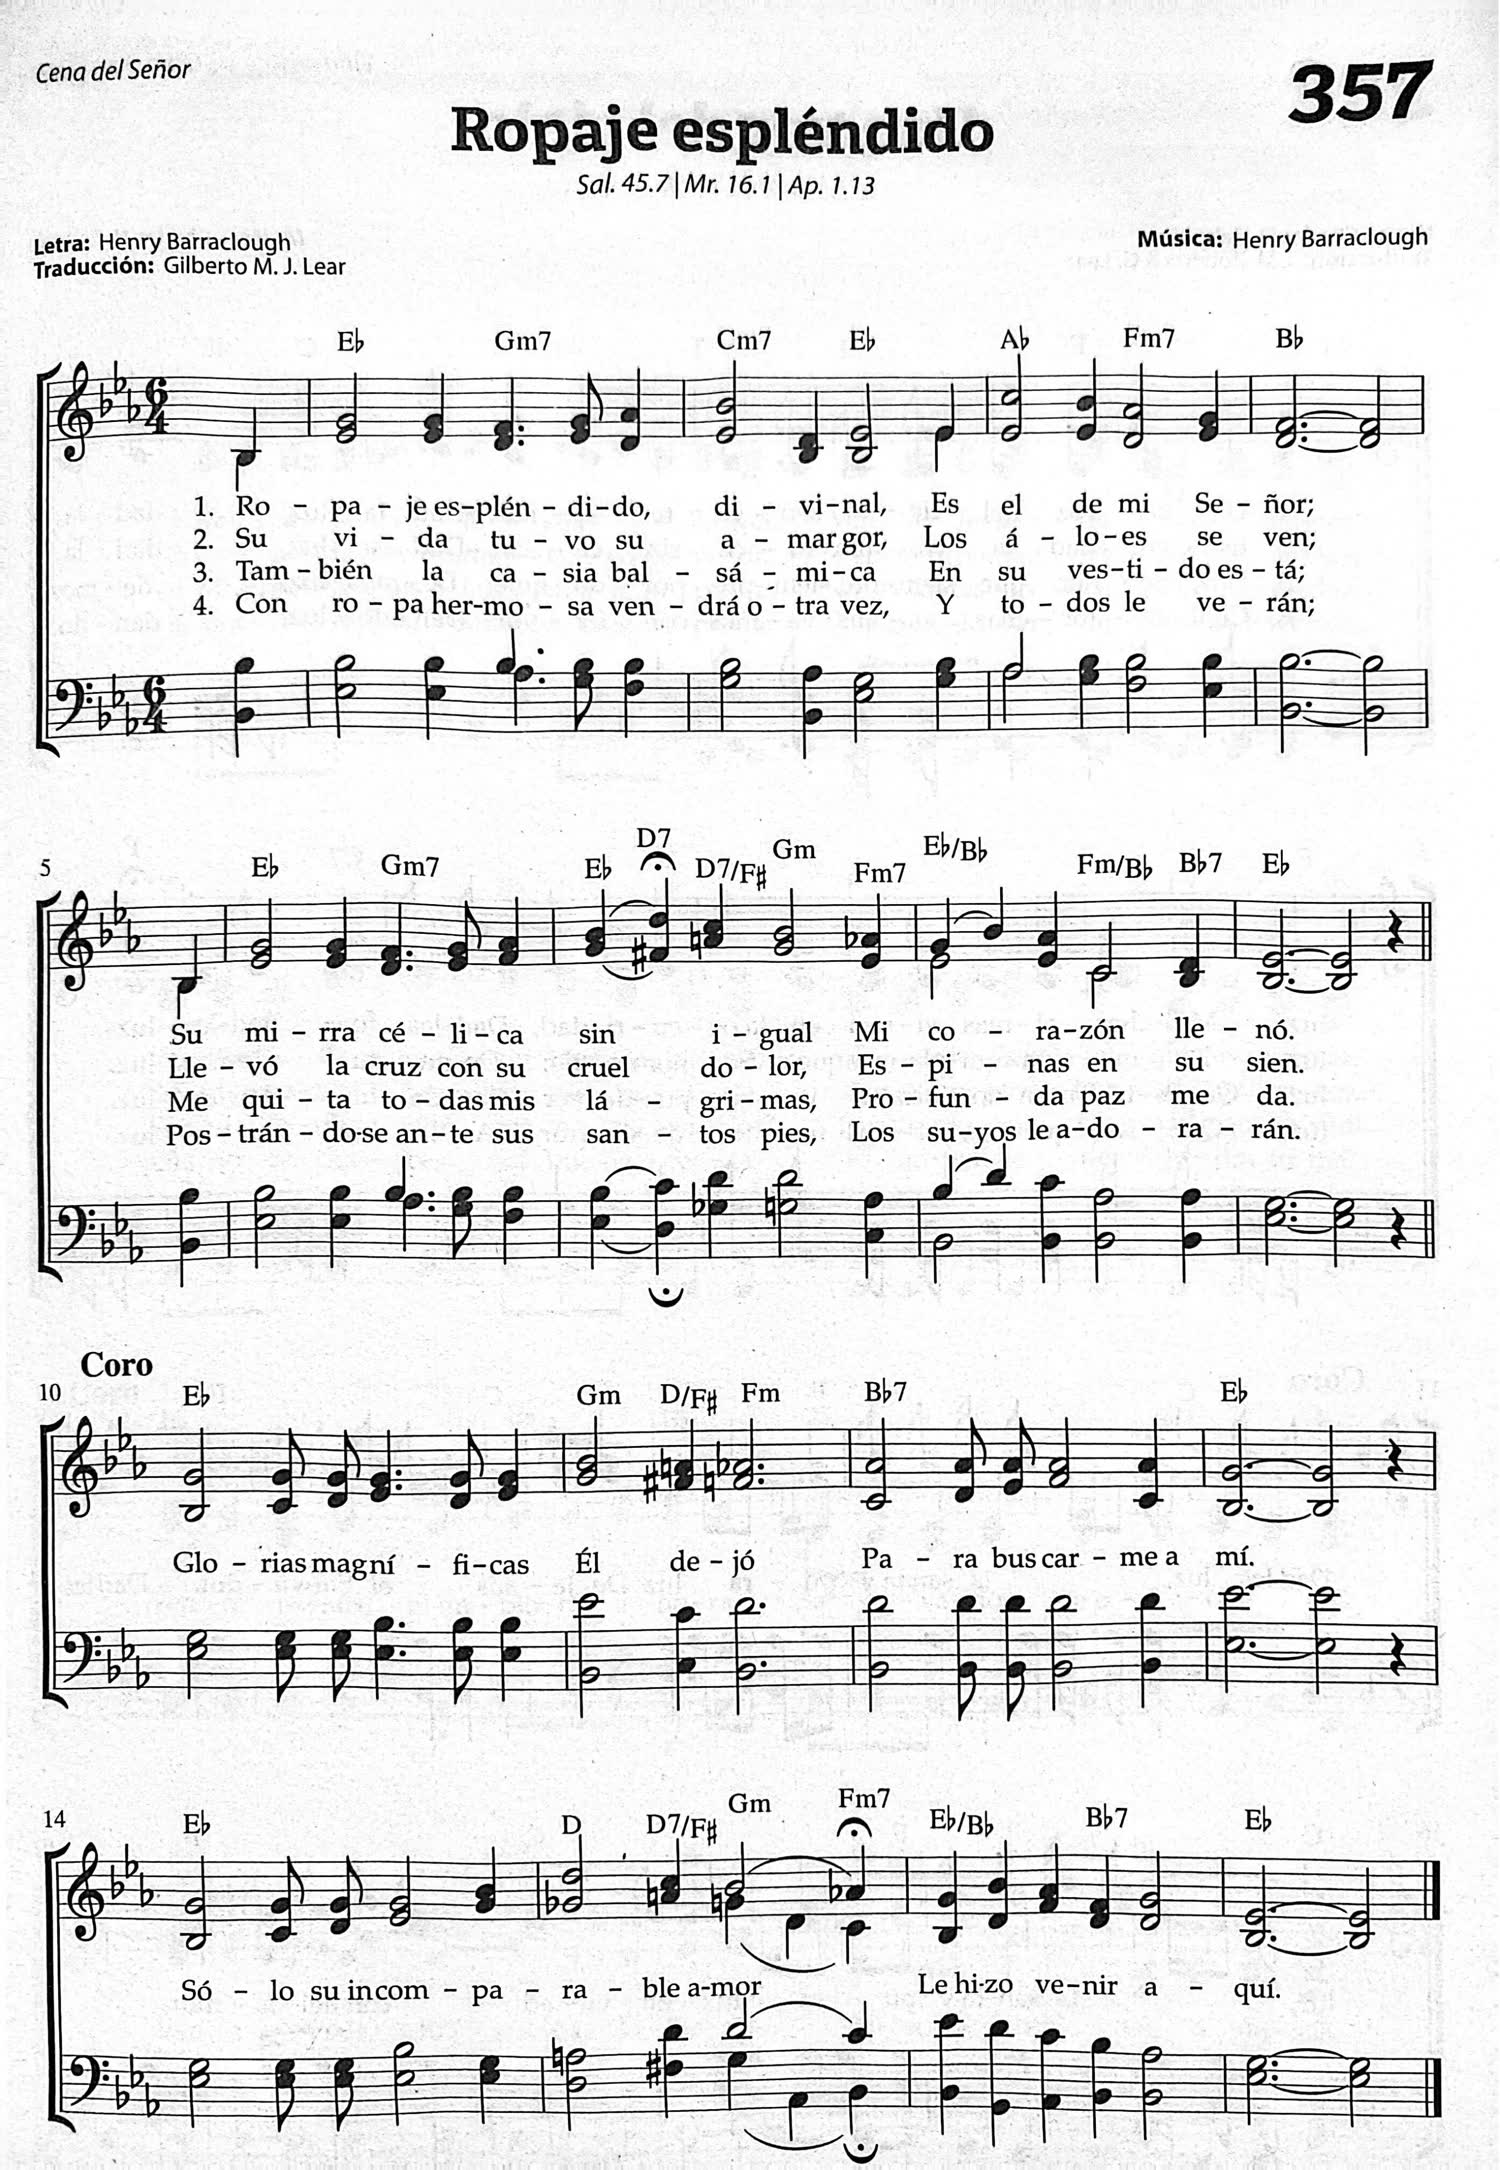 Cena del Señor
357
Ropaje espléndido
Sal. 45.7 | Mr. 16.1 | Ap. 1.13
Letra: Henry Barraclough
Traducción: Gilberto M. J. Lear
Música: Henry Barraclough
E♭ Gm7 Cm7 E♭ A♭ Fm7 B♭
6/4
1. Ro – pa – je es–plén – di–do, di – vi–nal, Es el de mi Se – ñor;
2. Su vi – da tu – vo su a – mar gor, Los á – lo–es se ven;
3. Tam–bién la ca – sia bal – sá – mi–ca En su ves–ti – do es – tá;
4. Con ro – pa her–mo – sa ven – drá o – tra vez, Y to – dos le ve – rán;
6/4
5 E♭ Gm7 E♭ D7 D7/F♯ Gm Fm7 E♭/B♭ Fm/B♭ B♭7 E♭
Su mi – rra cé – li–ca sin i – gual Mi co – ra–zón lle – nó.
Lle – vó la cruz con su cruel do – lor, Es – pi – nas en su sien.
Me qui – ta to – das mis lá – gri–mas, Pro – fun – da paz me da.
Pos–trán – do-se an–te sus san – tos pies, Los su–yos le a–do – ra – rán.
Coro
10 E♭ Gm D/F♯ Fm B♭7 E♭
Glo – rias mag ní – fi–cas Él de – jó Pa – ra bus car – me a mí.
14 E♭ D D7/F♯ Gm Fm7 E♭/B♭ B♭7 E♭
Só – lo su in com – pa – ra – ble a-mor Le hi-zo ve–nir a – quí.